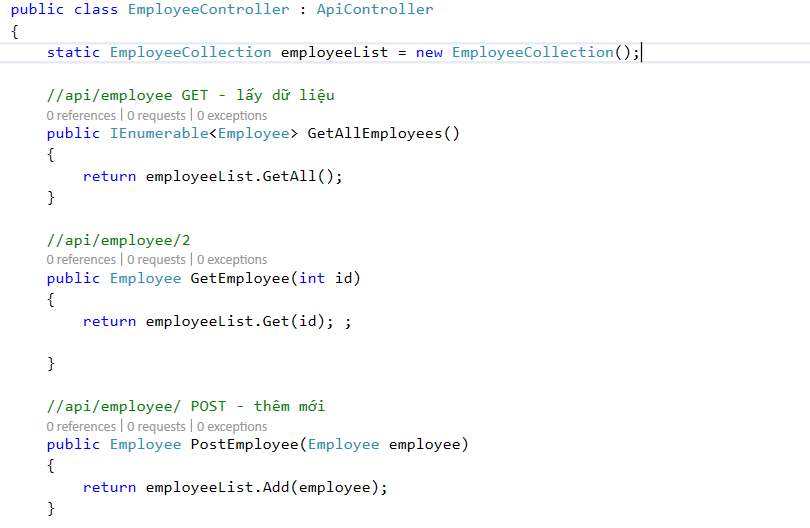 public class EmployeeController : ApiController
{
static EmployeeCollection employeeList = new EmployeeCollection();
//api/employee GET - lấy dữ liệu
0 references | 0 requests | 0 exceptions
public IEnumerable<Employee> GetAllEmployees()
{
return employeeList.GetAll();
}
//api/employee/2
0 references | 0 requests | 0 exceptions
public Employee GetEmployee(int id)
{
return employeeList.Get(id); ;
}
//api/employee/ POST - thêm mới
0 references | 0 requests | 0 exceptions
public Employee PostEmployee(Employee employee)
{
return employeeList.Add(employee);
}